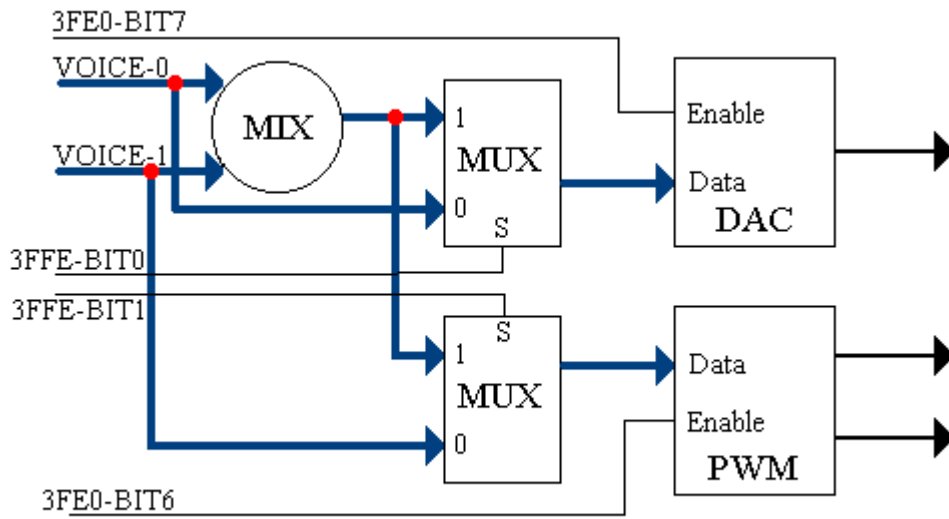 3FE0-BIT7
VOICE-0
MIX
1
MUX
0
S
Enable
Data
DAC
VOICE-1
3FFE-BIT0
3FFE-BIT1
S
1
MUX
0
Data
Enable
PWM
3FE0-BIT6